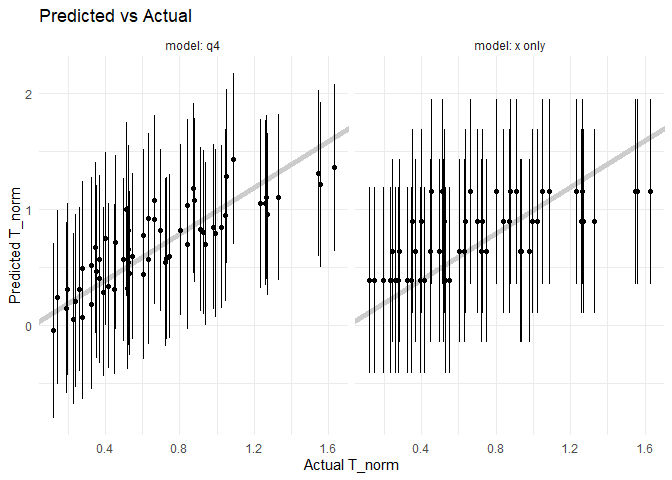 Predicted vs Actual
model: q4
model: x only
2
1
0
Predicted T_norm
0.4 0.8 1.2 1.6
0.4 0.8 1.2 1.6
Actual T_norm